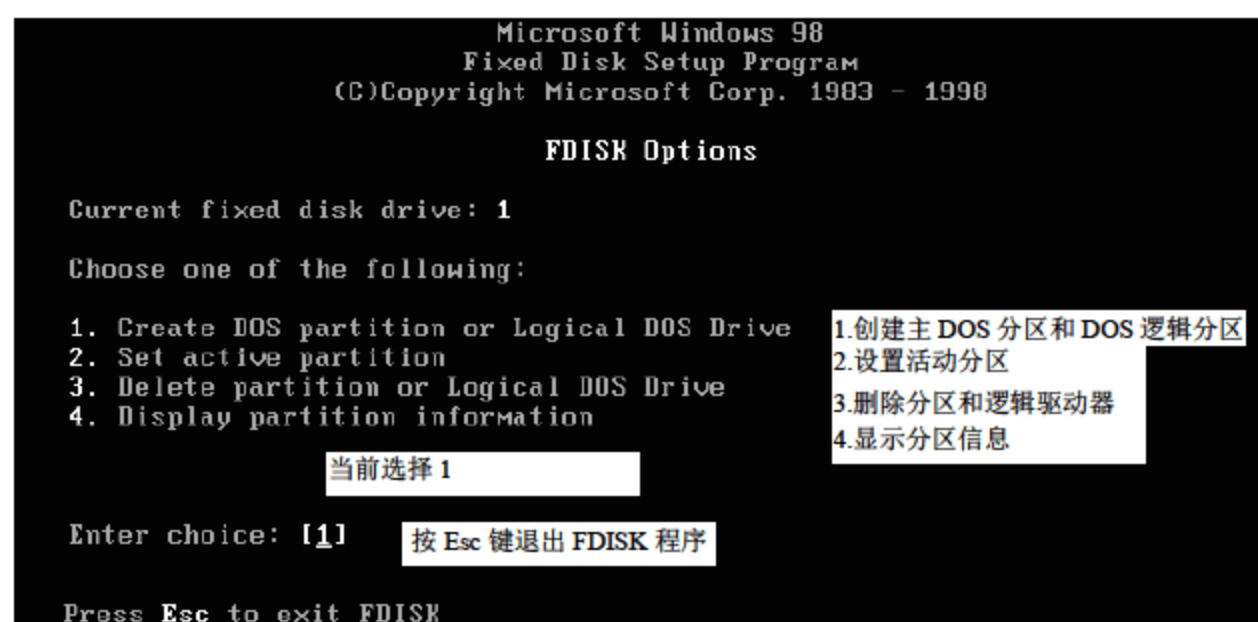 Microsoft Windows 98
Fixed Disk Setup Program
(C)Copyright Microsoft Corp. 1983 - 1998
FDISK Options
Current fixed disk drive: 1
Choose one of the following:
1. Create DOS partition or Logical DOS Drive
2. Set active partition
3. Delete partition or Logical DOS Drive
4. Display partition information
1.创建主 DOS 分区和 DOS 逻辑分区
2.设置活动分区
3.删除分区和逻辑驱动器
4.显示分区信息
当前选择 1
Enter choice: [1]
按 Esc 键退出 FDISK 程序
Press Esc to exit FDISK